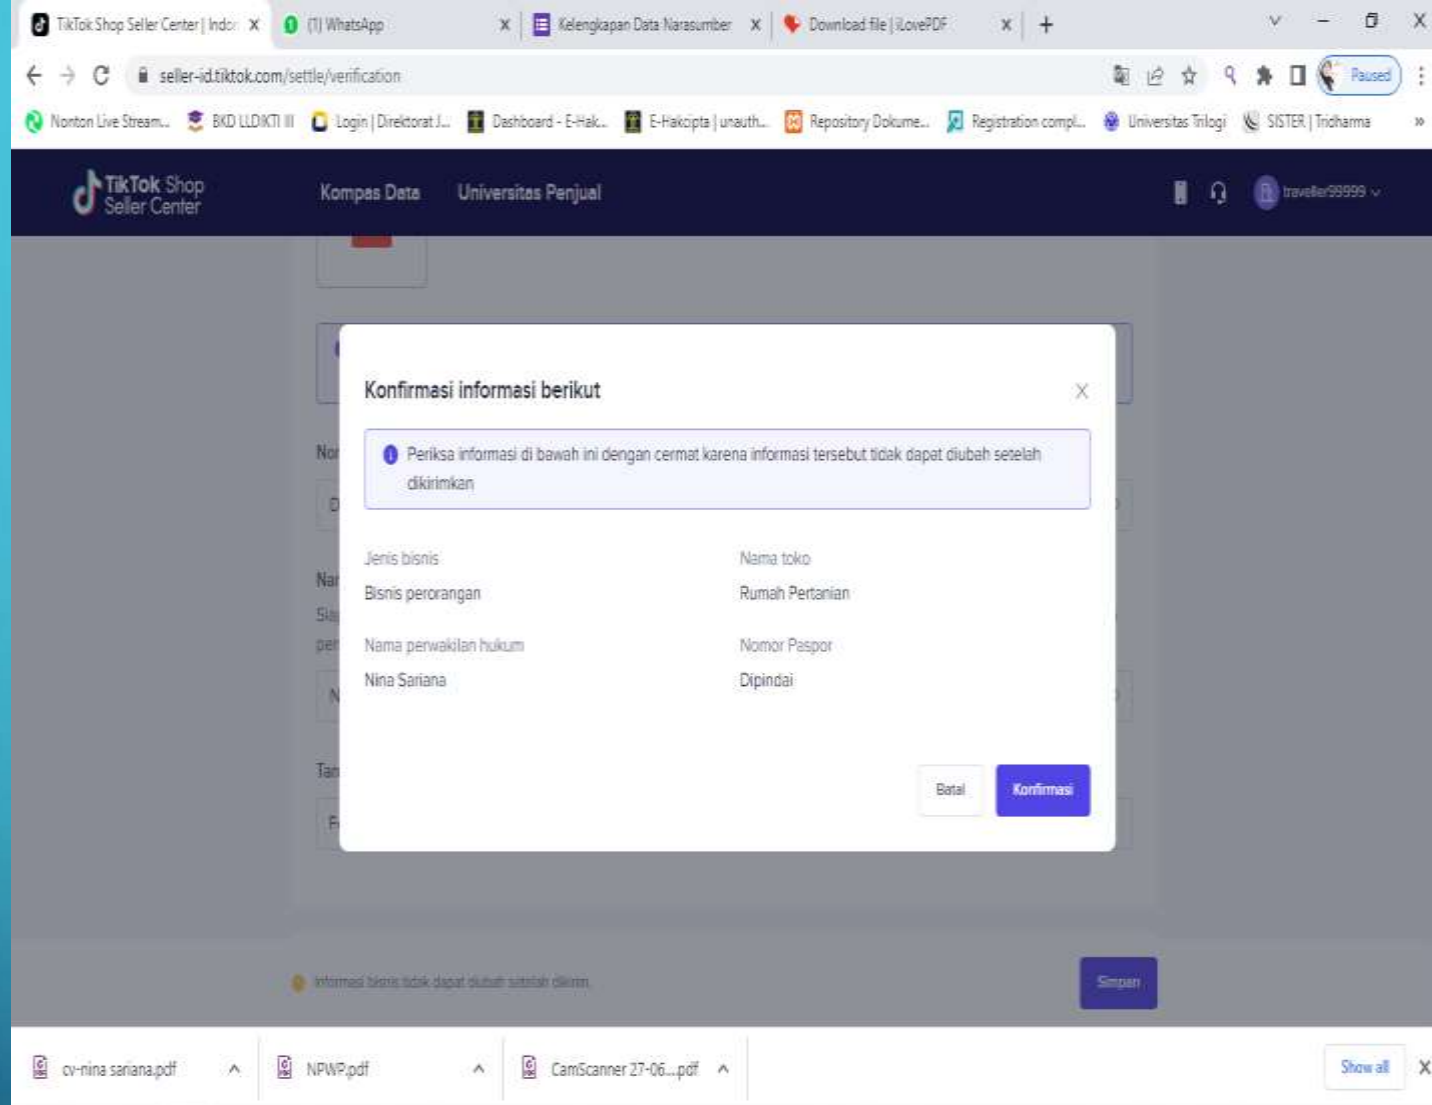 TikTok Shop Seller Center | Indo
(1) WhatsApp
Kelengkapan Data Narasumber
Download file | iLovePDF
seller-id.tiktok.com/settle/verification
Paused
Nonton Live Stream...
BKD LLDIKTI III
Login | Direktorat J...
Dashboard - E-Hak...
E-Hakcipta | unauth...
Repository Dokume...
Registration compl...
Universitas Trilogi
SISTER | Tridharma
»
TikTok Shop
Seller Center
Kompas Data
Universitas Penjual
traveller99999
Konfirmasi informasi berikut
Periksa informasi di bawah ini dengan cermat karena informasi tersebut tidak dapat diubah setelah
dikirimkan
Jenis bisnis
Nama toko
Bisnis perorangan
Rumah Pertanian
Nama perwakilan hukum
Nomor Paspor
Nina Sariana
Dipindai
Batal
Konfirmasi
Informasi bisnis tidak dapat diubah setelah dikirim.
Simpan
cv-nina sariana.pdf
NPWP.pdf
CamScanner 27-06....pdf
Show all